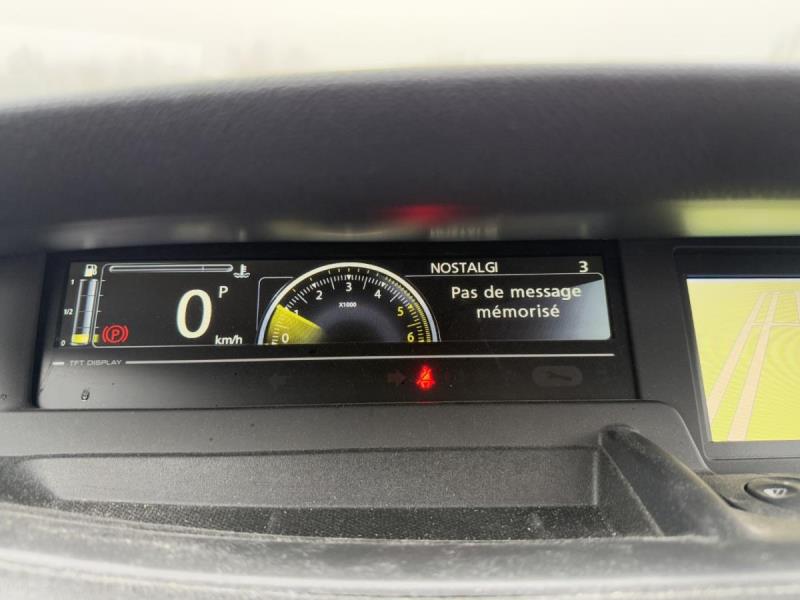 NOSTALGI 3
Pas de message
mémorisé
0 P
km/h
1
1/2
0
P
0 1 2 3 4 5 6
X1000
TFT DISPLAY